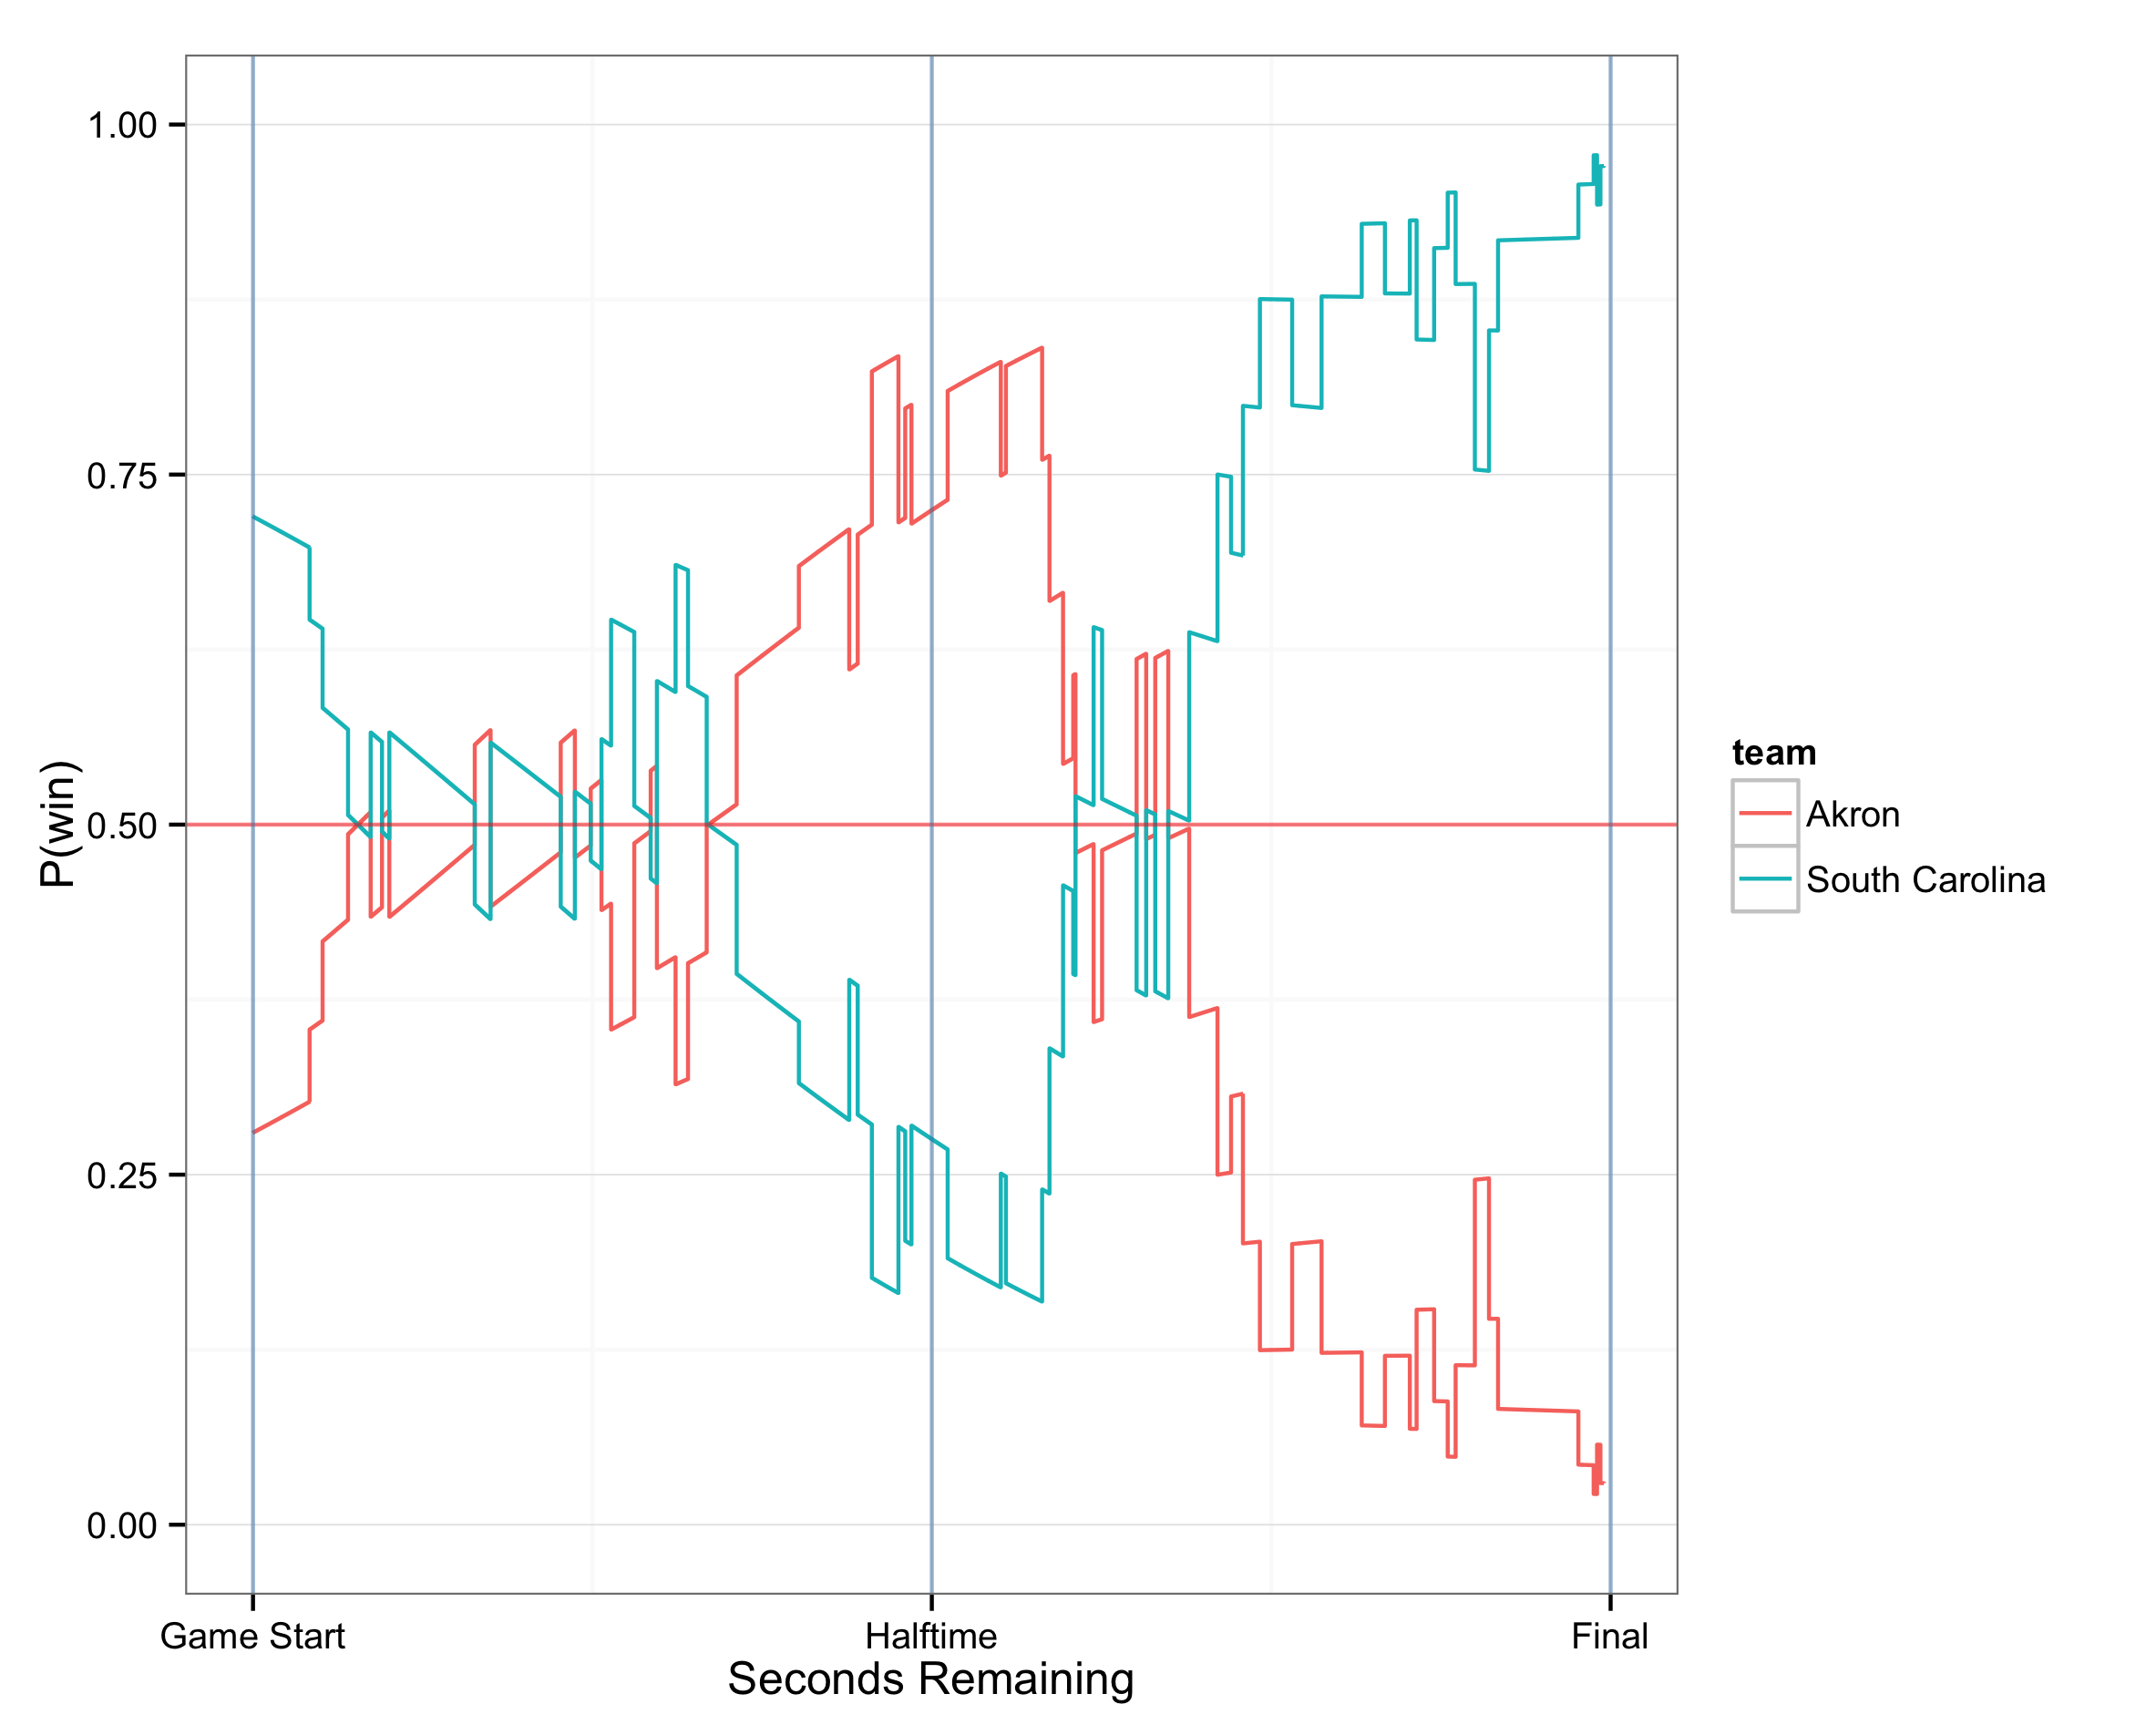 1.00
0.75
0.50
0.25
0.00
P(win)
Game Start
Halftime
Final
Seconds Remaining
team
Akron
South Carolina